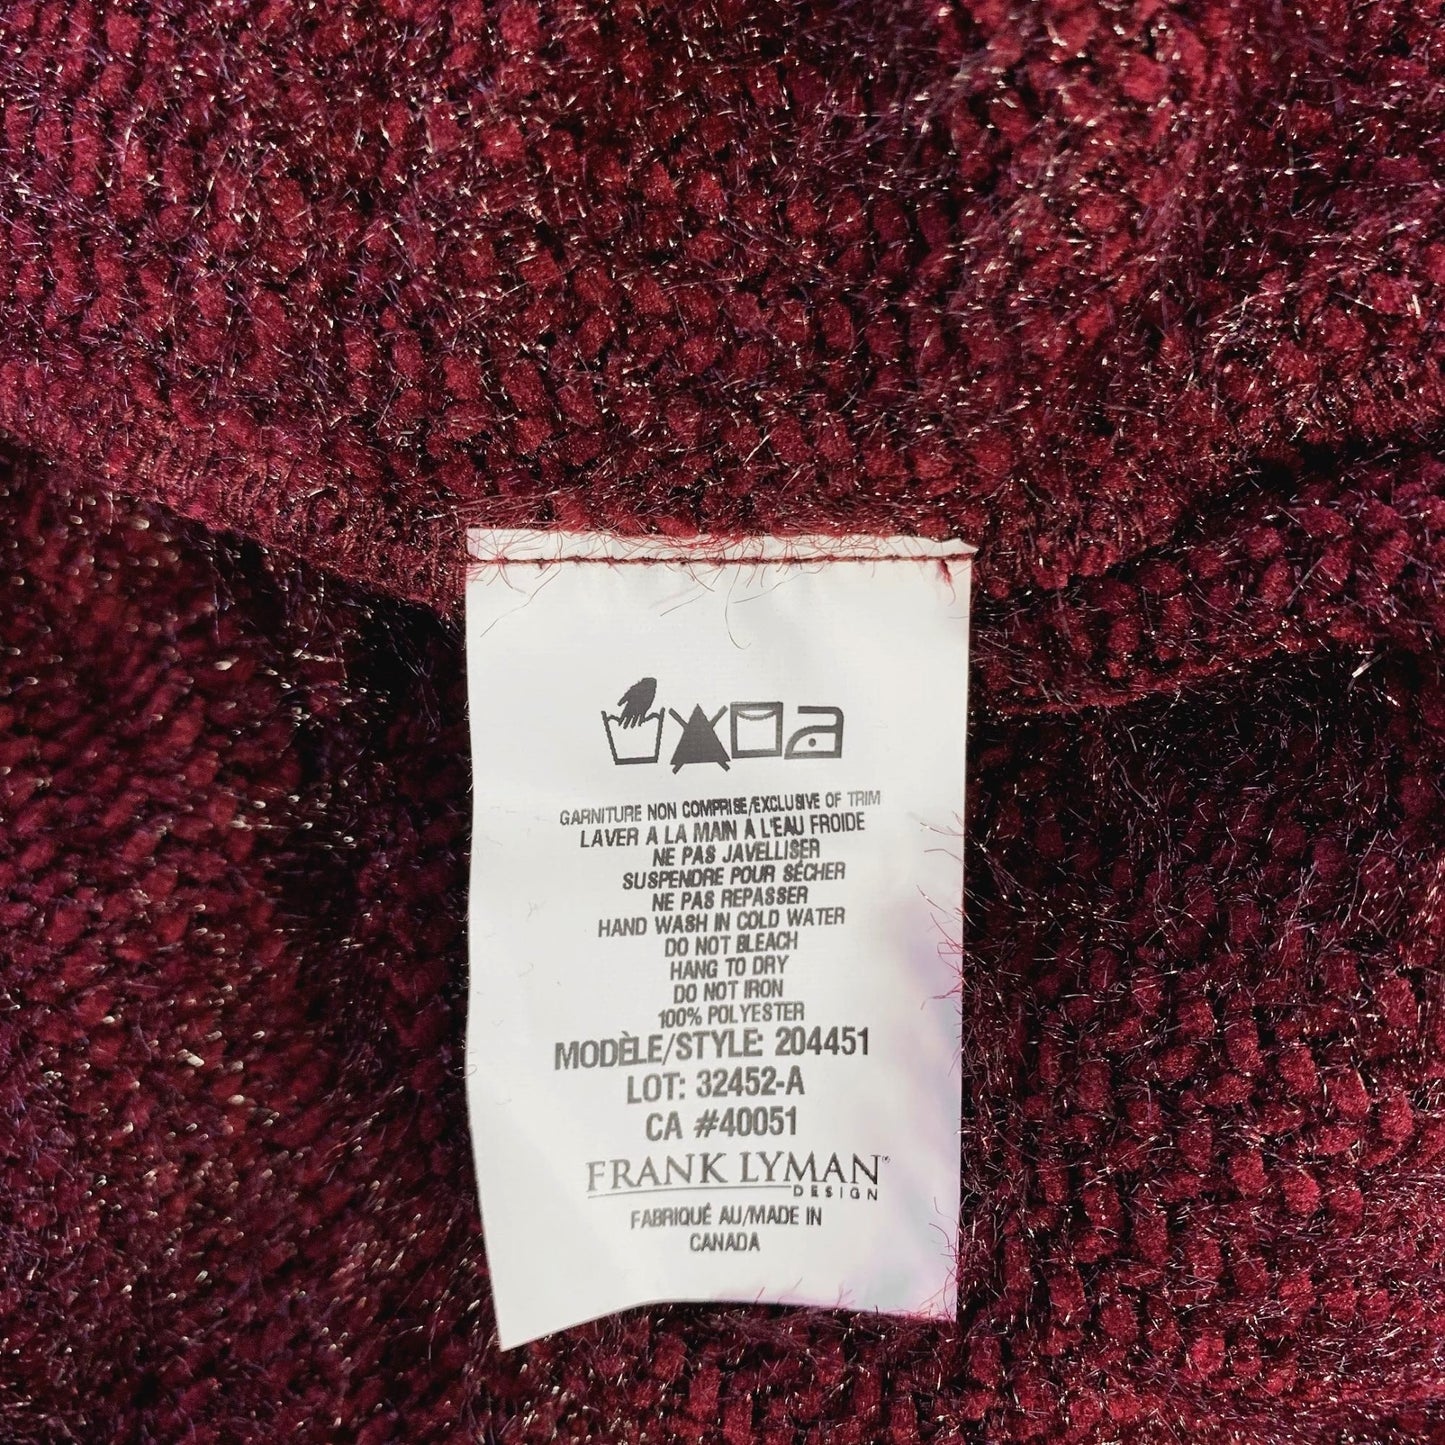 GARNITURE NON COMPRISE/EXCLUSIVE OF TRIM
LAVER A LA MAIN À L'EAU FROIDE
NE PAS JAVELLISER
SUSPENDRE POUR SÉCHER
NE PAS REPASSER
HAND WASH IN COLD WATER
DO NOT BLEACH
HANG TO DRY
DO NOT IRON
100% POLYESTER
MODÈLE/STYLE: 204451
LOT: 32452-A
CA #40051
FRANK LYMAN
DESIGN
FABRIQUÉ AU/MADE IN
CANADA